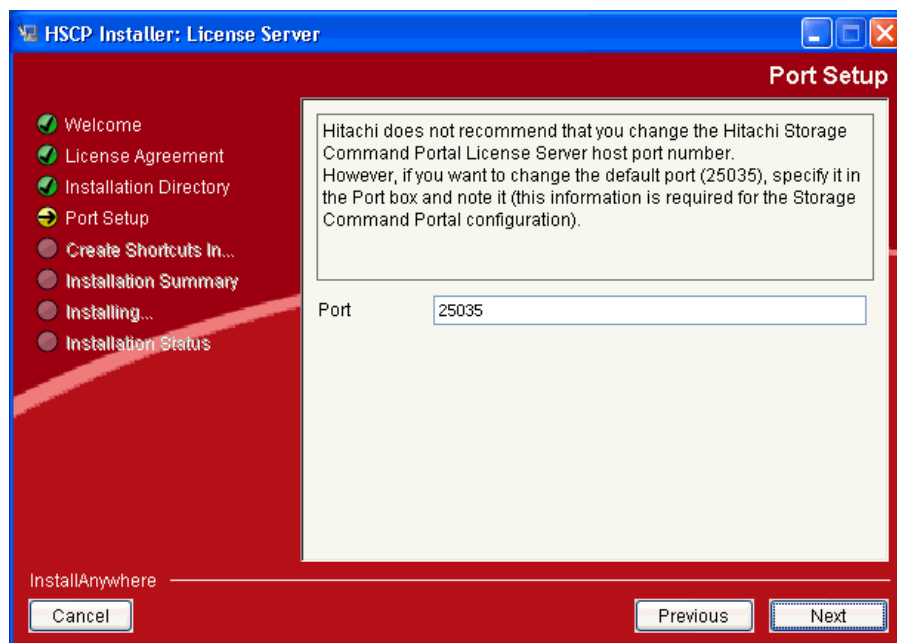 HSCP Installer: License Server
Port Setup
Welcome
License Agreement
Installation Directory
Port Setup
Create Shortcuts In...
Installation Summary
Installing...
Installation Status
Hitachi does not recommend that you change the Hitachi Storage
Command Portal License Server host port number.
However, if you want to change the default port (25035), specify it in
the Port box and note it (this information is required for the Storage
Command Portal configuration).
Port 25035
InstallAnywhere
Cancel Previous Next